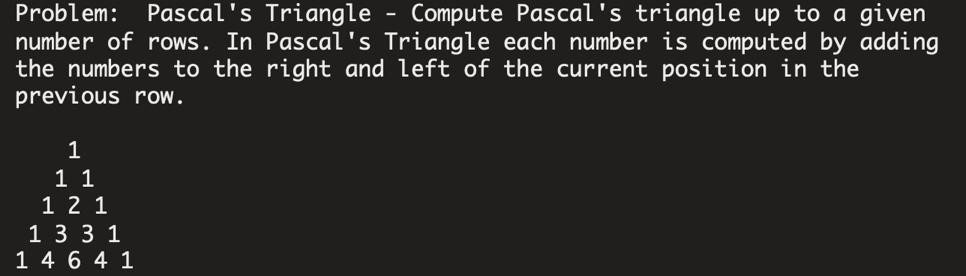 Problem:  Pascal's Triangle - Compute Pascal's triangle up to a given
number of rows. In Pascal's Triangle each number is computed by adding
the numbers to the right and left of the current position in the
previous row.

    1
   1 1
  1 2 1
 1 3 3 1
1 4 6 4 1